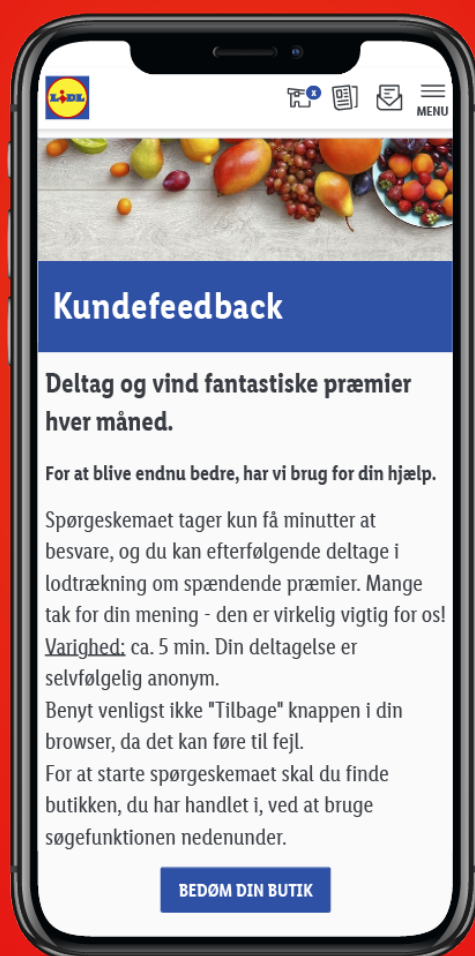 LIDL
x
MENU
Kundefeedback
Deltag og vind fantastiske præmier
hver måned.
For at blive endnu bedre, har vi brug for din hjælp.
Spørgeskemaet tager kun få minutter at
besvare, og du kan efterfølgende deltage i
lodtrækning om spændende præmier. Mange
tak for din mening - den er virkelig vigtig for os!
Varighed: ca. 5 min. Din deltagelse er
selvfølgelig anonym.
Benyt venligst ikke "Tilbage" knappen i din
browser, da det kan føre til fejl.
For at starte spørgeskemaet skal du finde
butikken, du har handlet i, ved at bruge
søgefunktionen nedenunder.
BEDØM DIN BUTIK